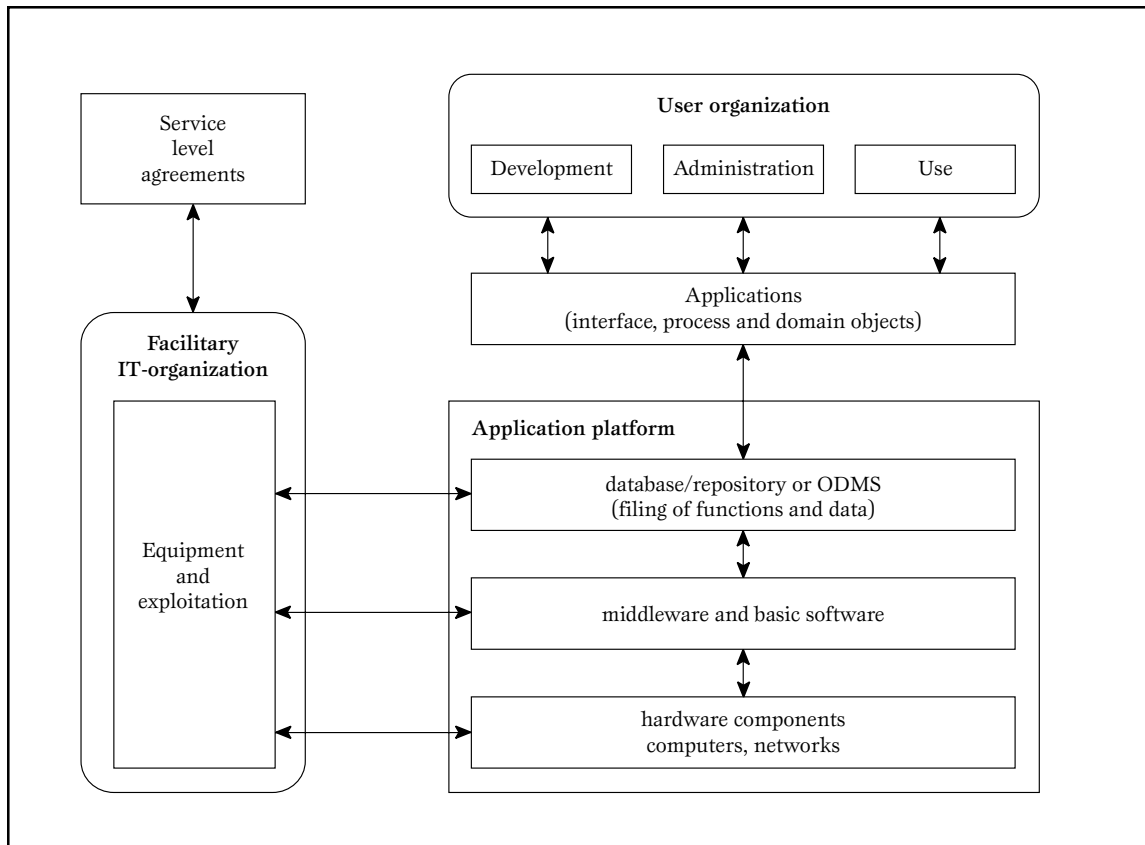 Service
level
agreements
User organization
Development
Administration
Use
Applications
(interface, process and domain objects)
Facilitary
IT-organization
Equipment
and
exploitation
Application platform
database/repository or ODMS
(filing of functions and data)
middleware and basic software
hardware components
computers, networks